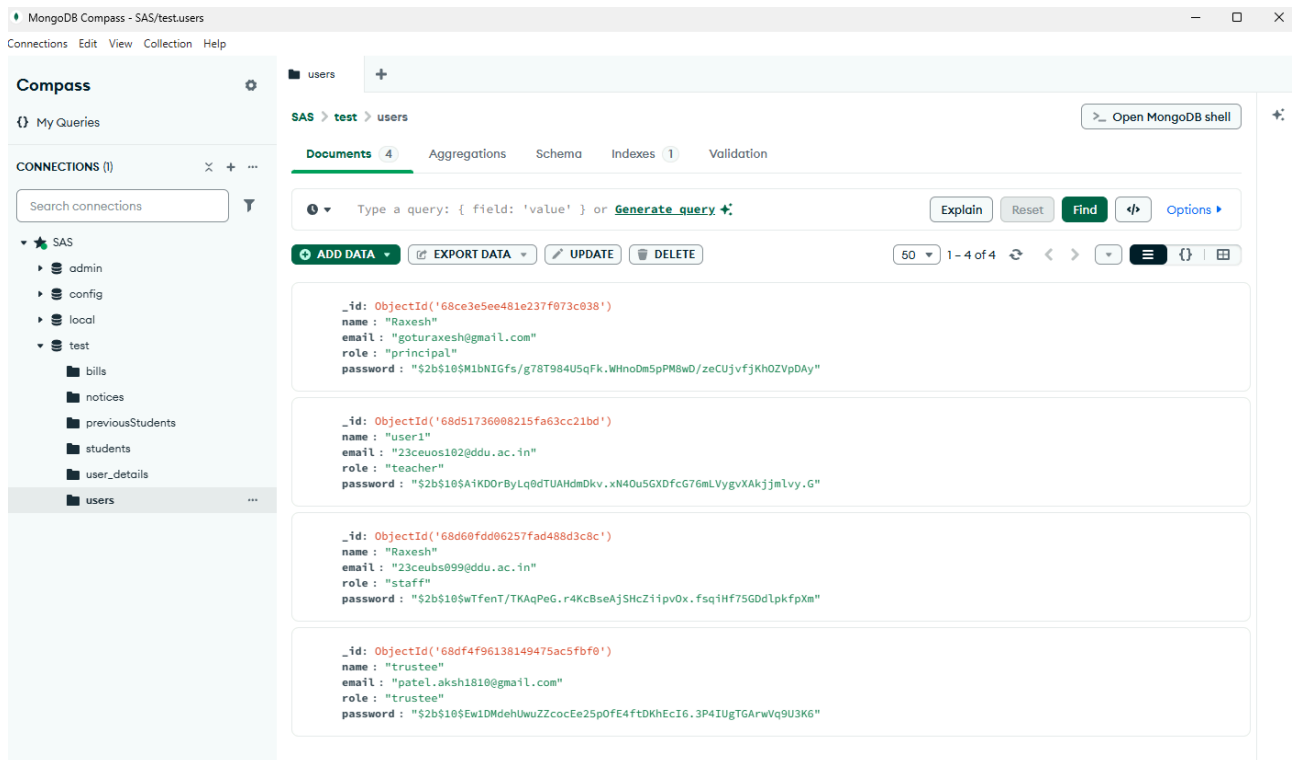 MongoDB Compass - SAS/test.users
Connections Edit View Collection Help
Compass
{} My Queries
CONNECTIONS (1)
Search connections
SAS
admin
config
local
test
bills
notices
previousStudents
students
user_details
users
users
SAS > test > users
>_ Open MongoDB shell
Documents 4 Aggregations Schema Indexes 1 Validation
Type a query: { field: 'value' } or Generate query
Explain Reset Find </> Options
ADD DATA EXPORT DATA UPDATE DELETE
50 1 – 4 of 4 {}
_id: ObjectId('68ce3e5ee481e237f073c038')
name : "Raxesh"
email : "goturaxesh@gmail.com"
role : "principal"
password : "$2b$10$M1bNIGfs/g78T984U5qFk.WHnoDm5pPM8wD/zeCUjvfjKhOZVpDAy"
_id: ObjectId('68d51736008215fa63cc21bd')
name : "user1"
email : "23ceuos102@ddu.ac.in"
role : "teacher"
password : "$2b$10$AiKDOrByLq0dTUAHdmDkv.xN4Ou5GXDfcG76mLVygvXAkjjmlvy.G"
_id: ObjectId('68d60fdd06257fad488d3c8c')
name : "Raxesh"
email : "23ceubs099@ddu.ac.in"
role : "staff"
password : "$2b$10$wTfenT/TKAqPeG.r4KcBseAjSHcZiipvOx.fsqiHf75GDdlpkfpXm"
_id: ObjectId('68df4f96138149475ac5fbf0')
name : "trustee"
email : "patel.aksh1810@gmail.com"
role : "trustee"
password : "$2b$10$Ew1DMdehUwuZZcocEe25pOfE4ftDKhEcI6.3P4IUgTGArwVq9U3K6"